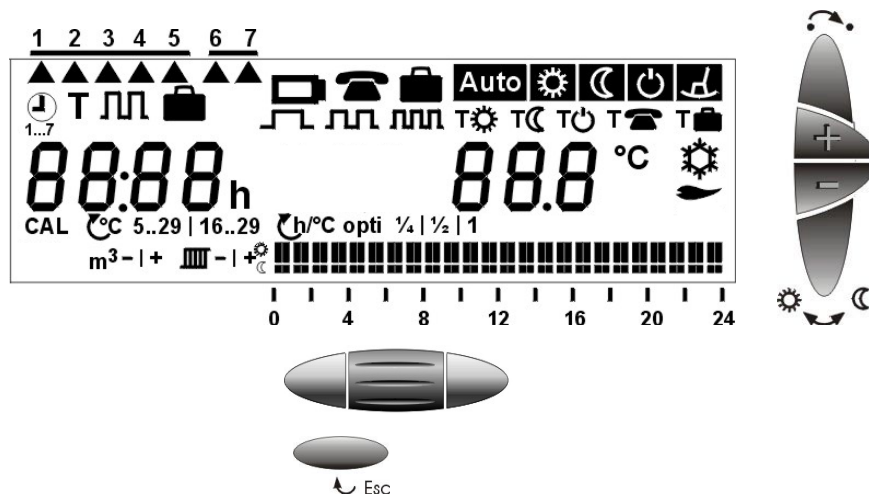 1 2 3 4 5 6 7
Auto
T
1...7
T T T T T
88:88h 88.8 °C
CAL °C 5..29 | 16..29 h/°C opti ¼ | ½ | 1
m³ - | + - | +
0 4 8 12 16 20 24
+
-
Esc